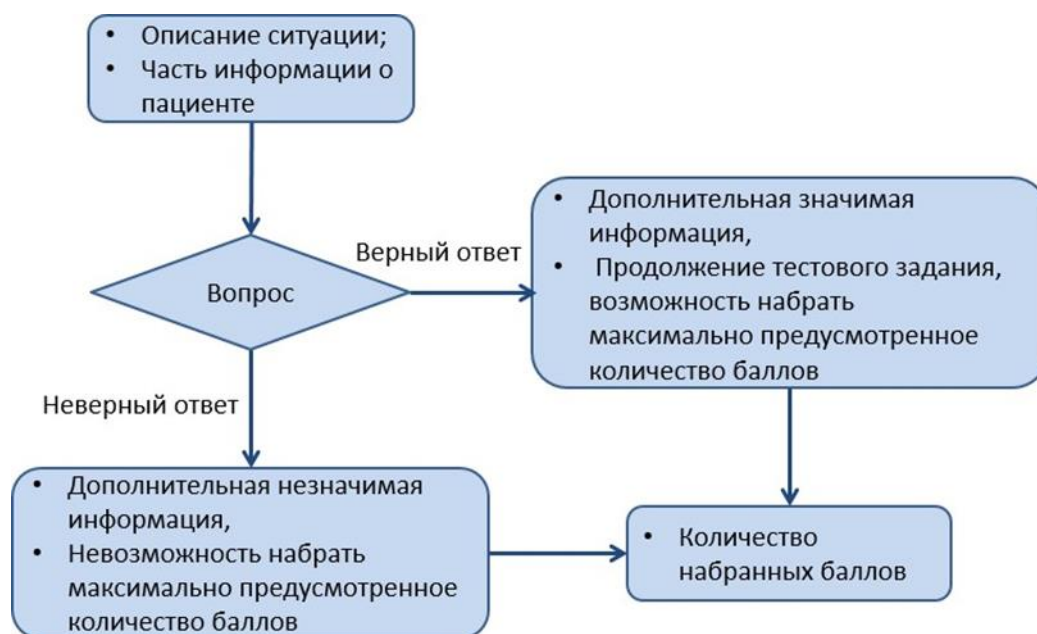 • Описание ситуации;
• Часть информации о
пациенте
Вопрос
Верный ответ
• Дополнительная значимая
информация,
• Продолжение тестового задания,
возможность набрать
максимально предусмотренное
количество баллов
Неверный ответ
• Дополнительная незначимая
информация,
• Невозможность набрать
максимально предусмотренное
количество баллов
• Количество
набранных баллов